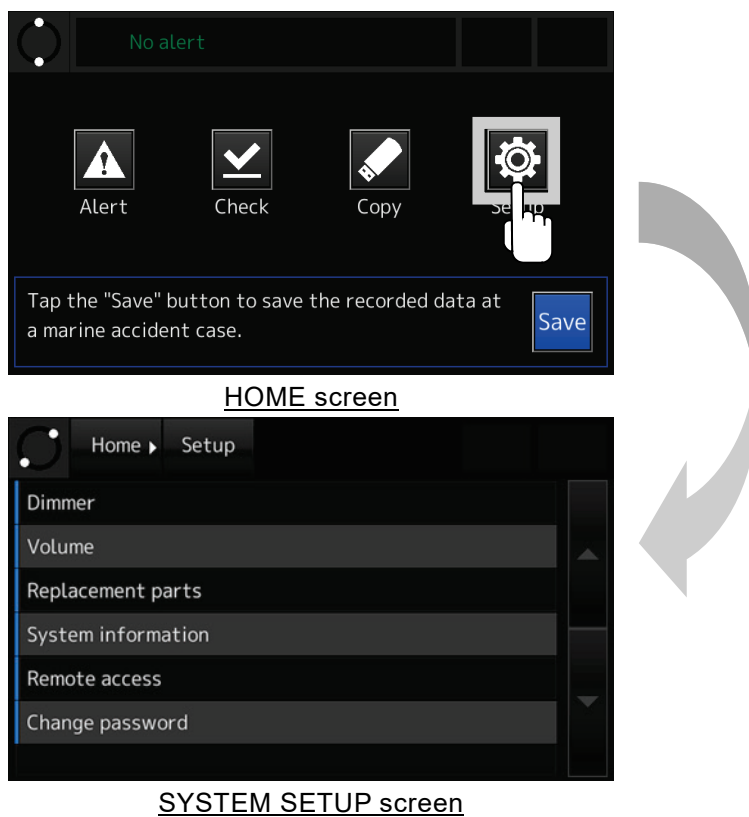 No alert
Alert
Check
Copy
Setup
Tap the "Save" button to save the recorded data at
a marine accident case.
Save
HOME screen
Home
Setup
Dimmer
Volume
Replacement parts
System information
Remote access
Change password
SYSTEM SETUP screen